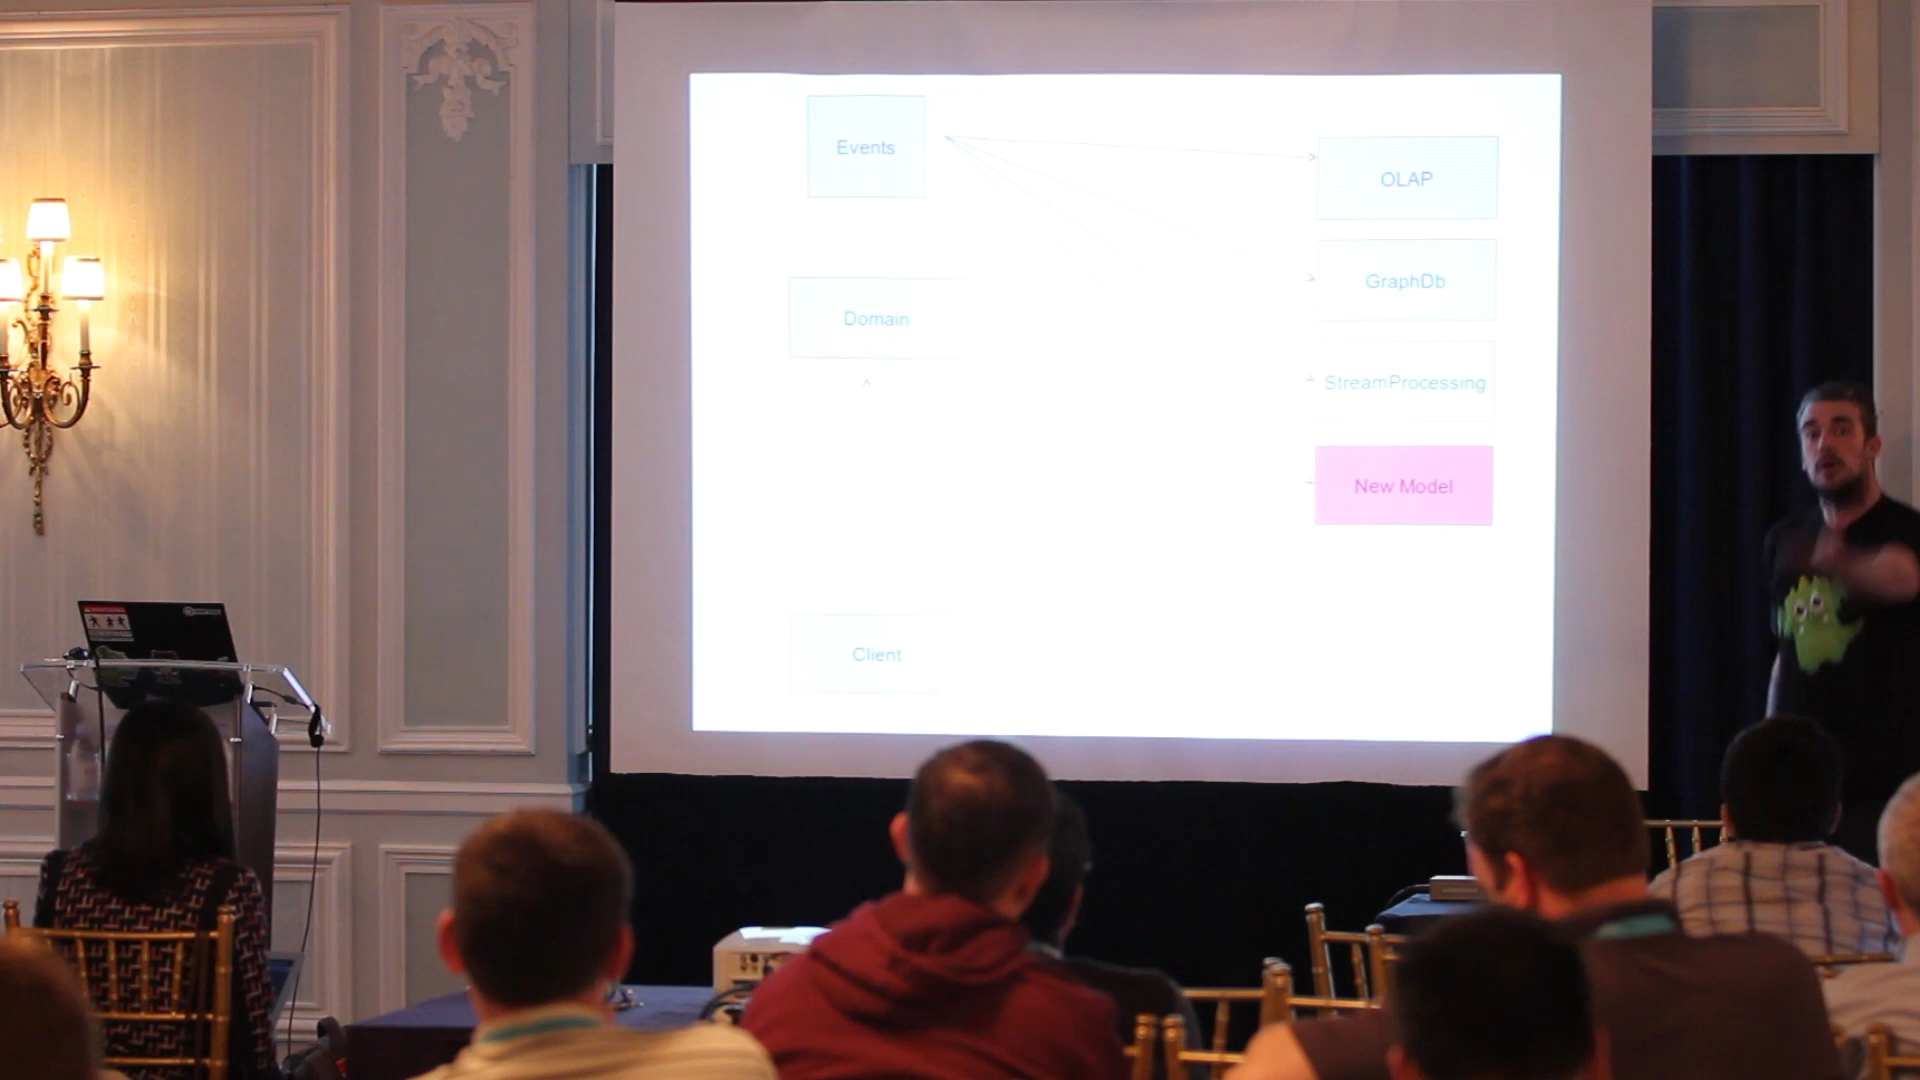 Events
OLAP
GraphDb
Domain
StreamProcessing
New Model
Client